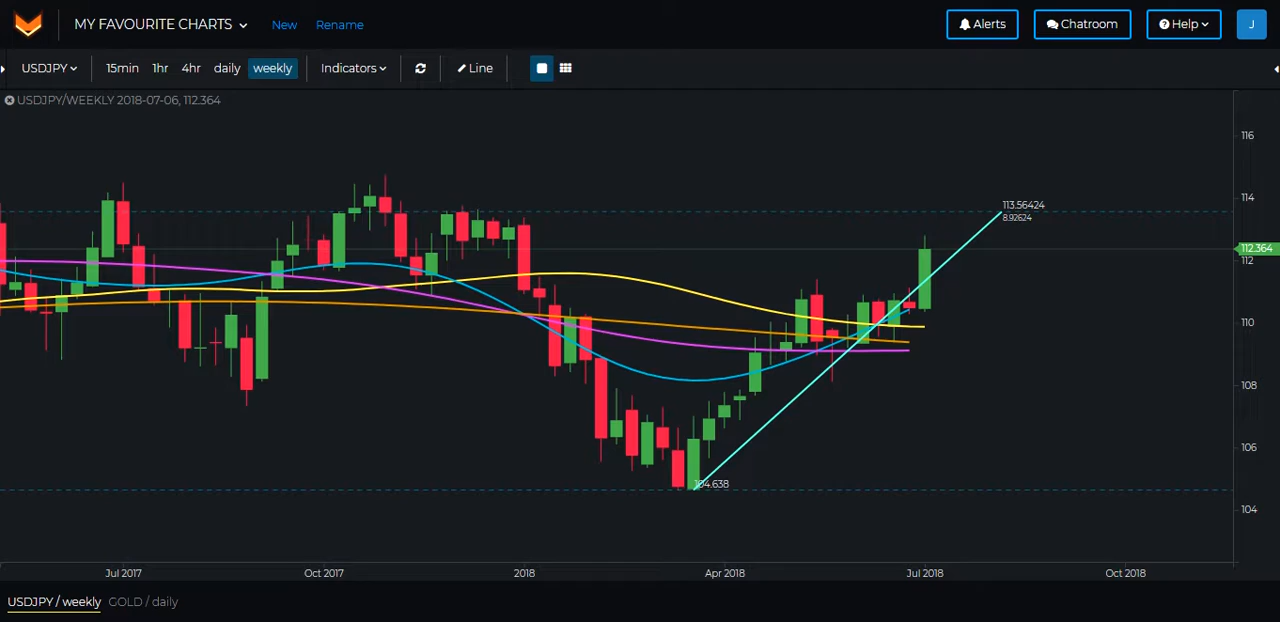 MY FAVOURITE CHARTS New Rename Alerts Chatroom Help J
USDJPY 15min 1hr 4hr daily weekly Indicators Line
USDJPY/WEEKLY 2018-07-06, 112.364
116
114
113.56424
8.92624
112.364
112
110
108
106
104.638
104
Jul 2017 Oct 2017 2018 Apr 2018 Jul 2018 Oct 2018
USDJPY / weekly GOLD / daily